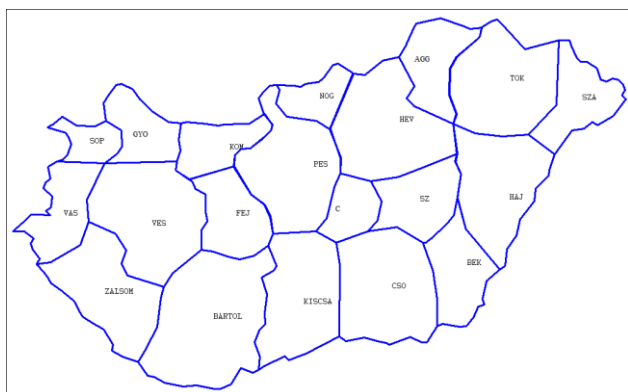 AGG
TOK
NOG
SZA
HEV
GYO
SOP
KOM
PES
HAJ
SZ
C
VAS
VES
FEJ
BEK
CSO
ZALSOM
KISCSA
BARTOL